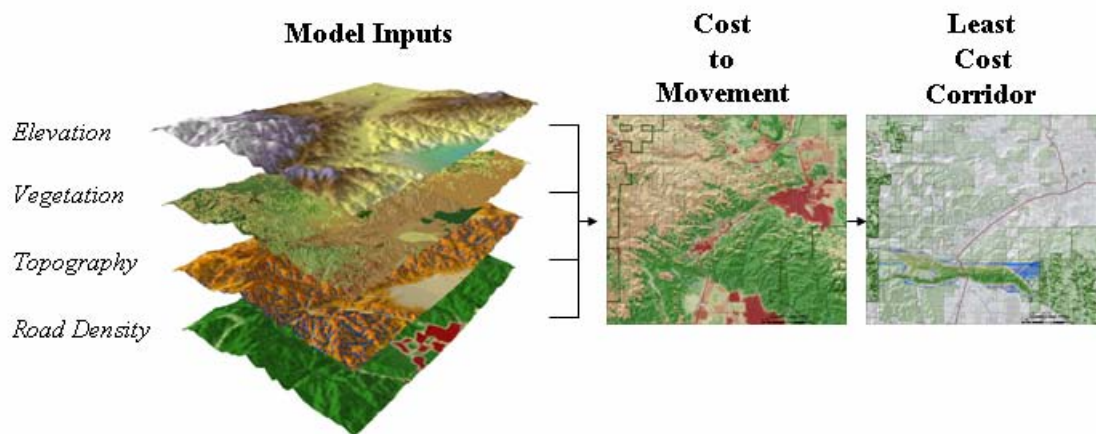 Model Inputs
Elevation
Vegetation
Topography
Road Density
Cost
to
Movement
Least
Cost
Corridor